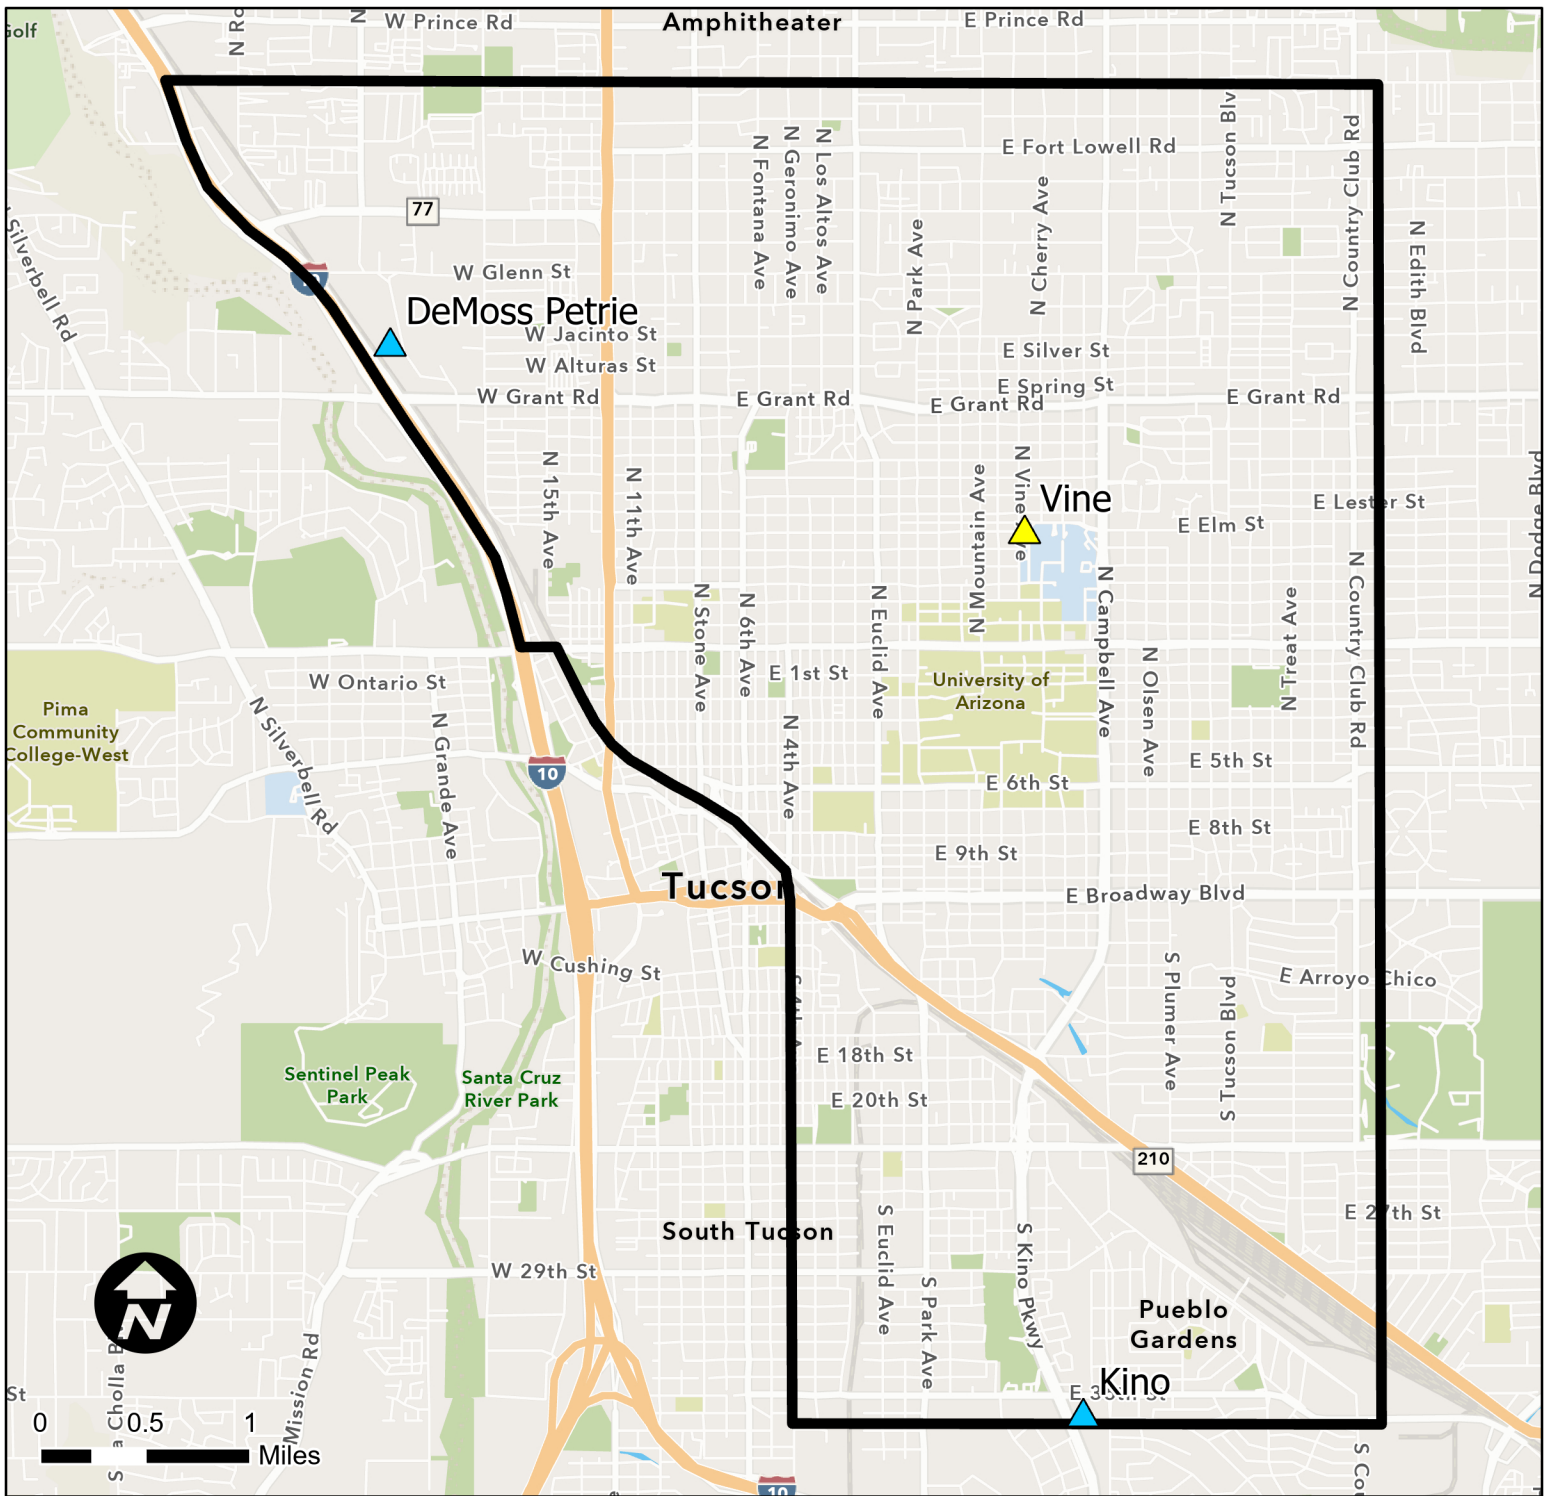 W Prince Rd
Amphitheater
E Prince Rd
Golf
N
E Fort Lowell Rd
N Fontana Ave
N Geronimo Ave
N Los Altos Ave
N Park Ave
N Cherry Ave
N Country Club Rd
N Edith Blvd
77
N Silverbell Rd
W Glenn St
DeMoss Petrie
W Jacinto St
W Alturas St
W Grant Rd
E Grant Rd
E Silver St
E Spring St
E Grant Rd
E Grant Rd
N 15th Ave
N 11th Ave
N Mountain Ave
Vine
E Lester St
E Elm St
N Dodge Blvd
N Stone Ave
N 6th Ave
N Euclid Ave
N Campbell Ave
N Olsen Ave
N Treat Ave
N Country Club Rd
W Ontario St
E 1st St
University of
Arizona
Pima
Community
College-West
N Silverbell Rd
N Grande Ave
N 4th Ave
10
E 5th St
E 6th St
E 8th St
E 9th St
Tucson
E Broadway Blvd
W Cushing St
S Plumer Ave
S Tucson Blvd
E Arroyo Chico
E 18th St
E 20th St
Sentinel Peak
Park
Santa Cruz
River Park
210
E 27th St
South Tucson
W 29th St
S Euclid Ave
S Park Ave
S Kino Pkwy
Pueblo
Gardens
Kino
N
Mission Rd
St
0 0.5 1
Miles
10